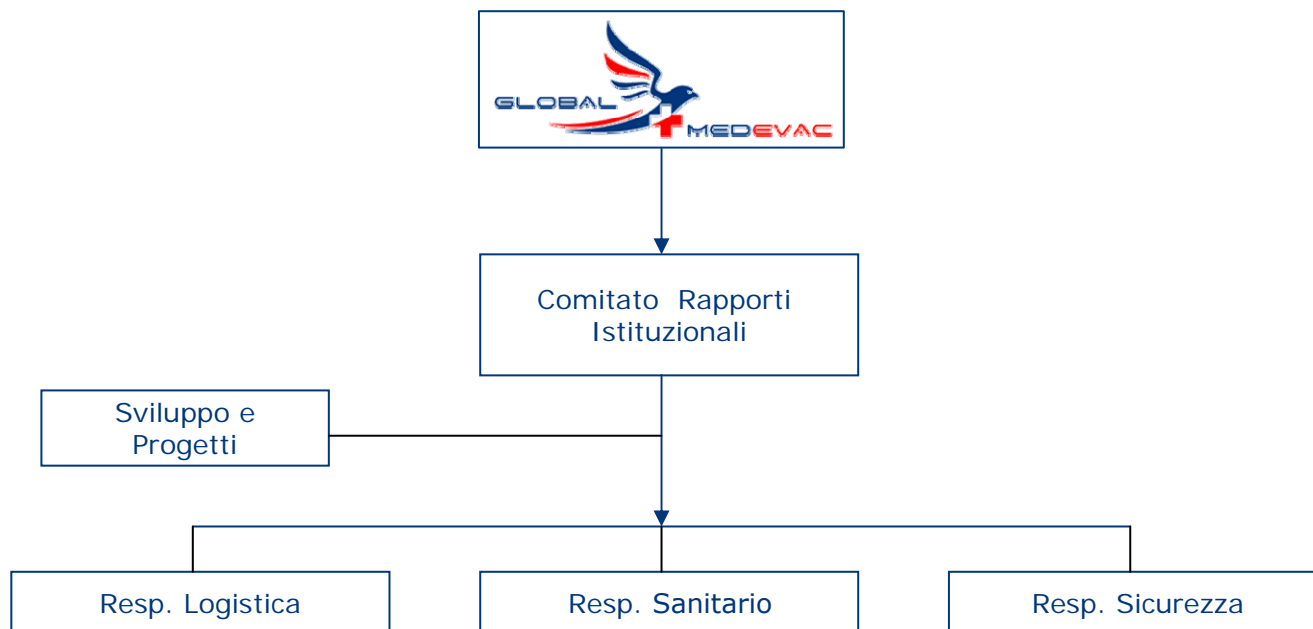 GLOBAL
MEDEVAC
Comitato Rapporti
Istituzionali
Sviluppo e
Progetti
Resp. Logistica
Resp. Sanitario
Resp. Sicurezza